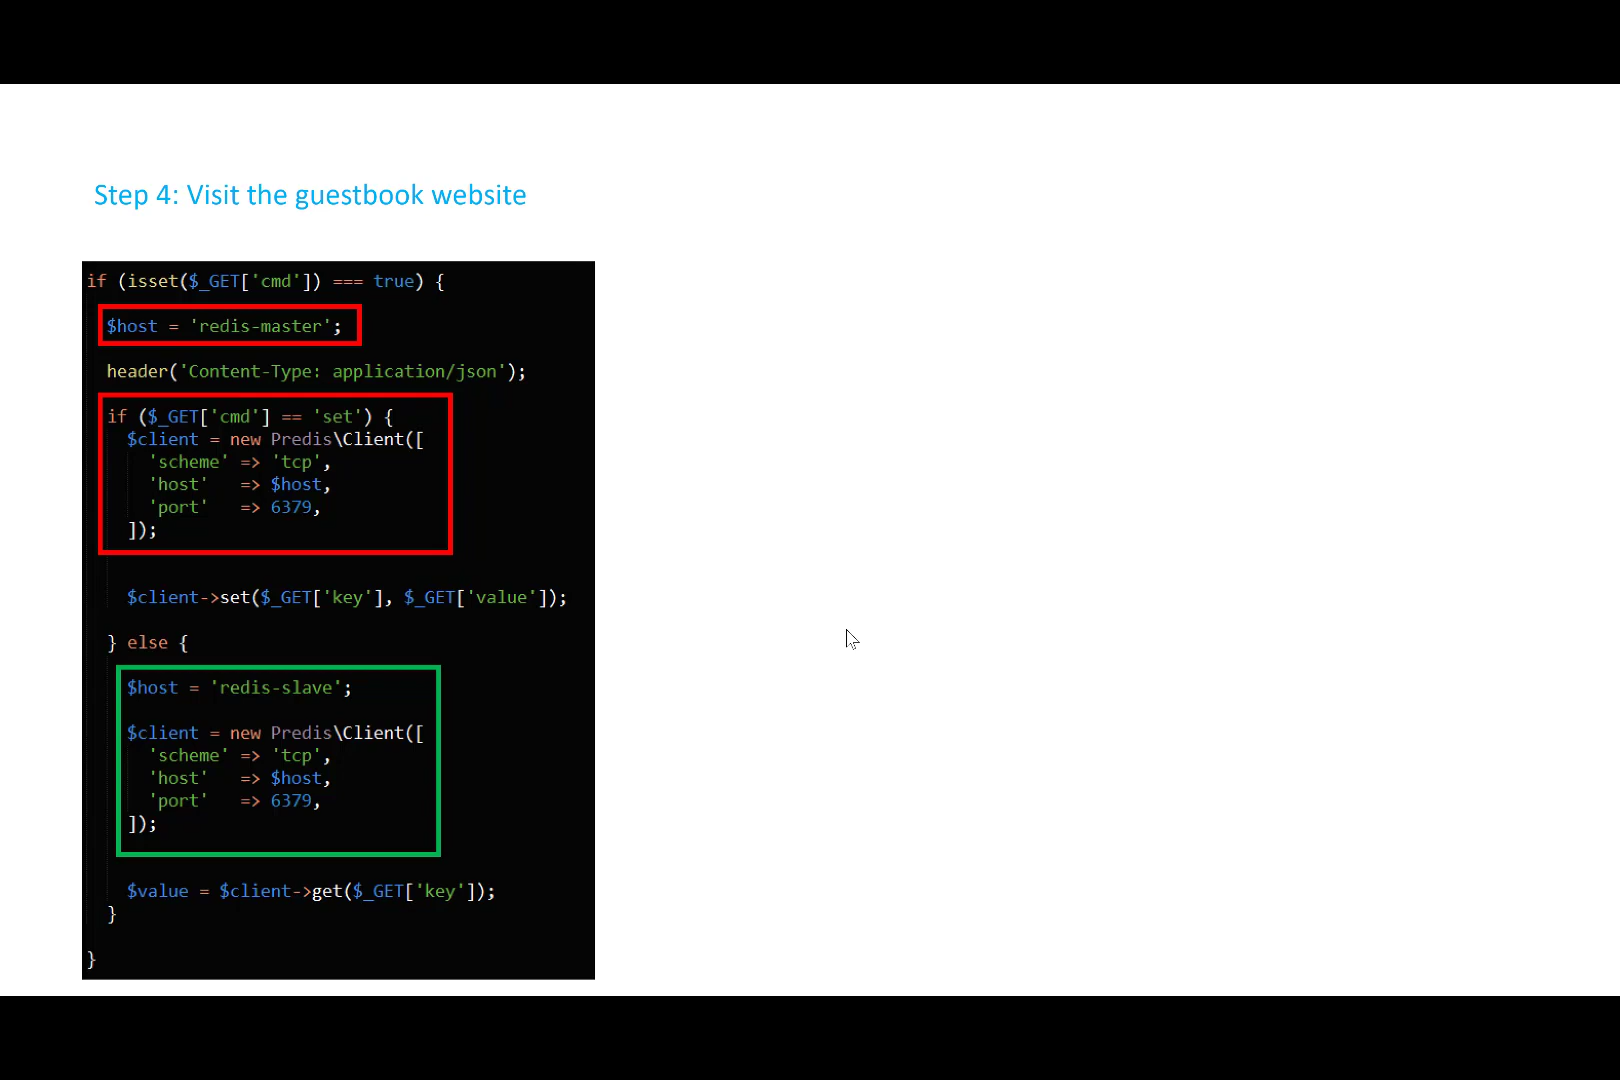 Step 4: Visit the guestbook website
if (isset($_GET['cmd']) === true) {
$host = 'redis-master';
header('Content-Type: application/json');
if ($_GET['cmd'] == 'set') {
$client = new Predis\Client([
'scheme' => 'tcp',
'host' => $host,
'port' => 6379,
]);
$client->set($_GET['key'], $_GET['value']);
} else {
$host = 'redis-slave';
$client = new Predis\Client([
'scheme' => 'tcp',
'host' => $host,
'port' => 6379,
]);
$value = $client->get($_GET['key']);
}
}